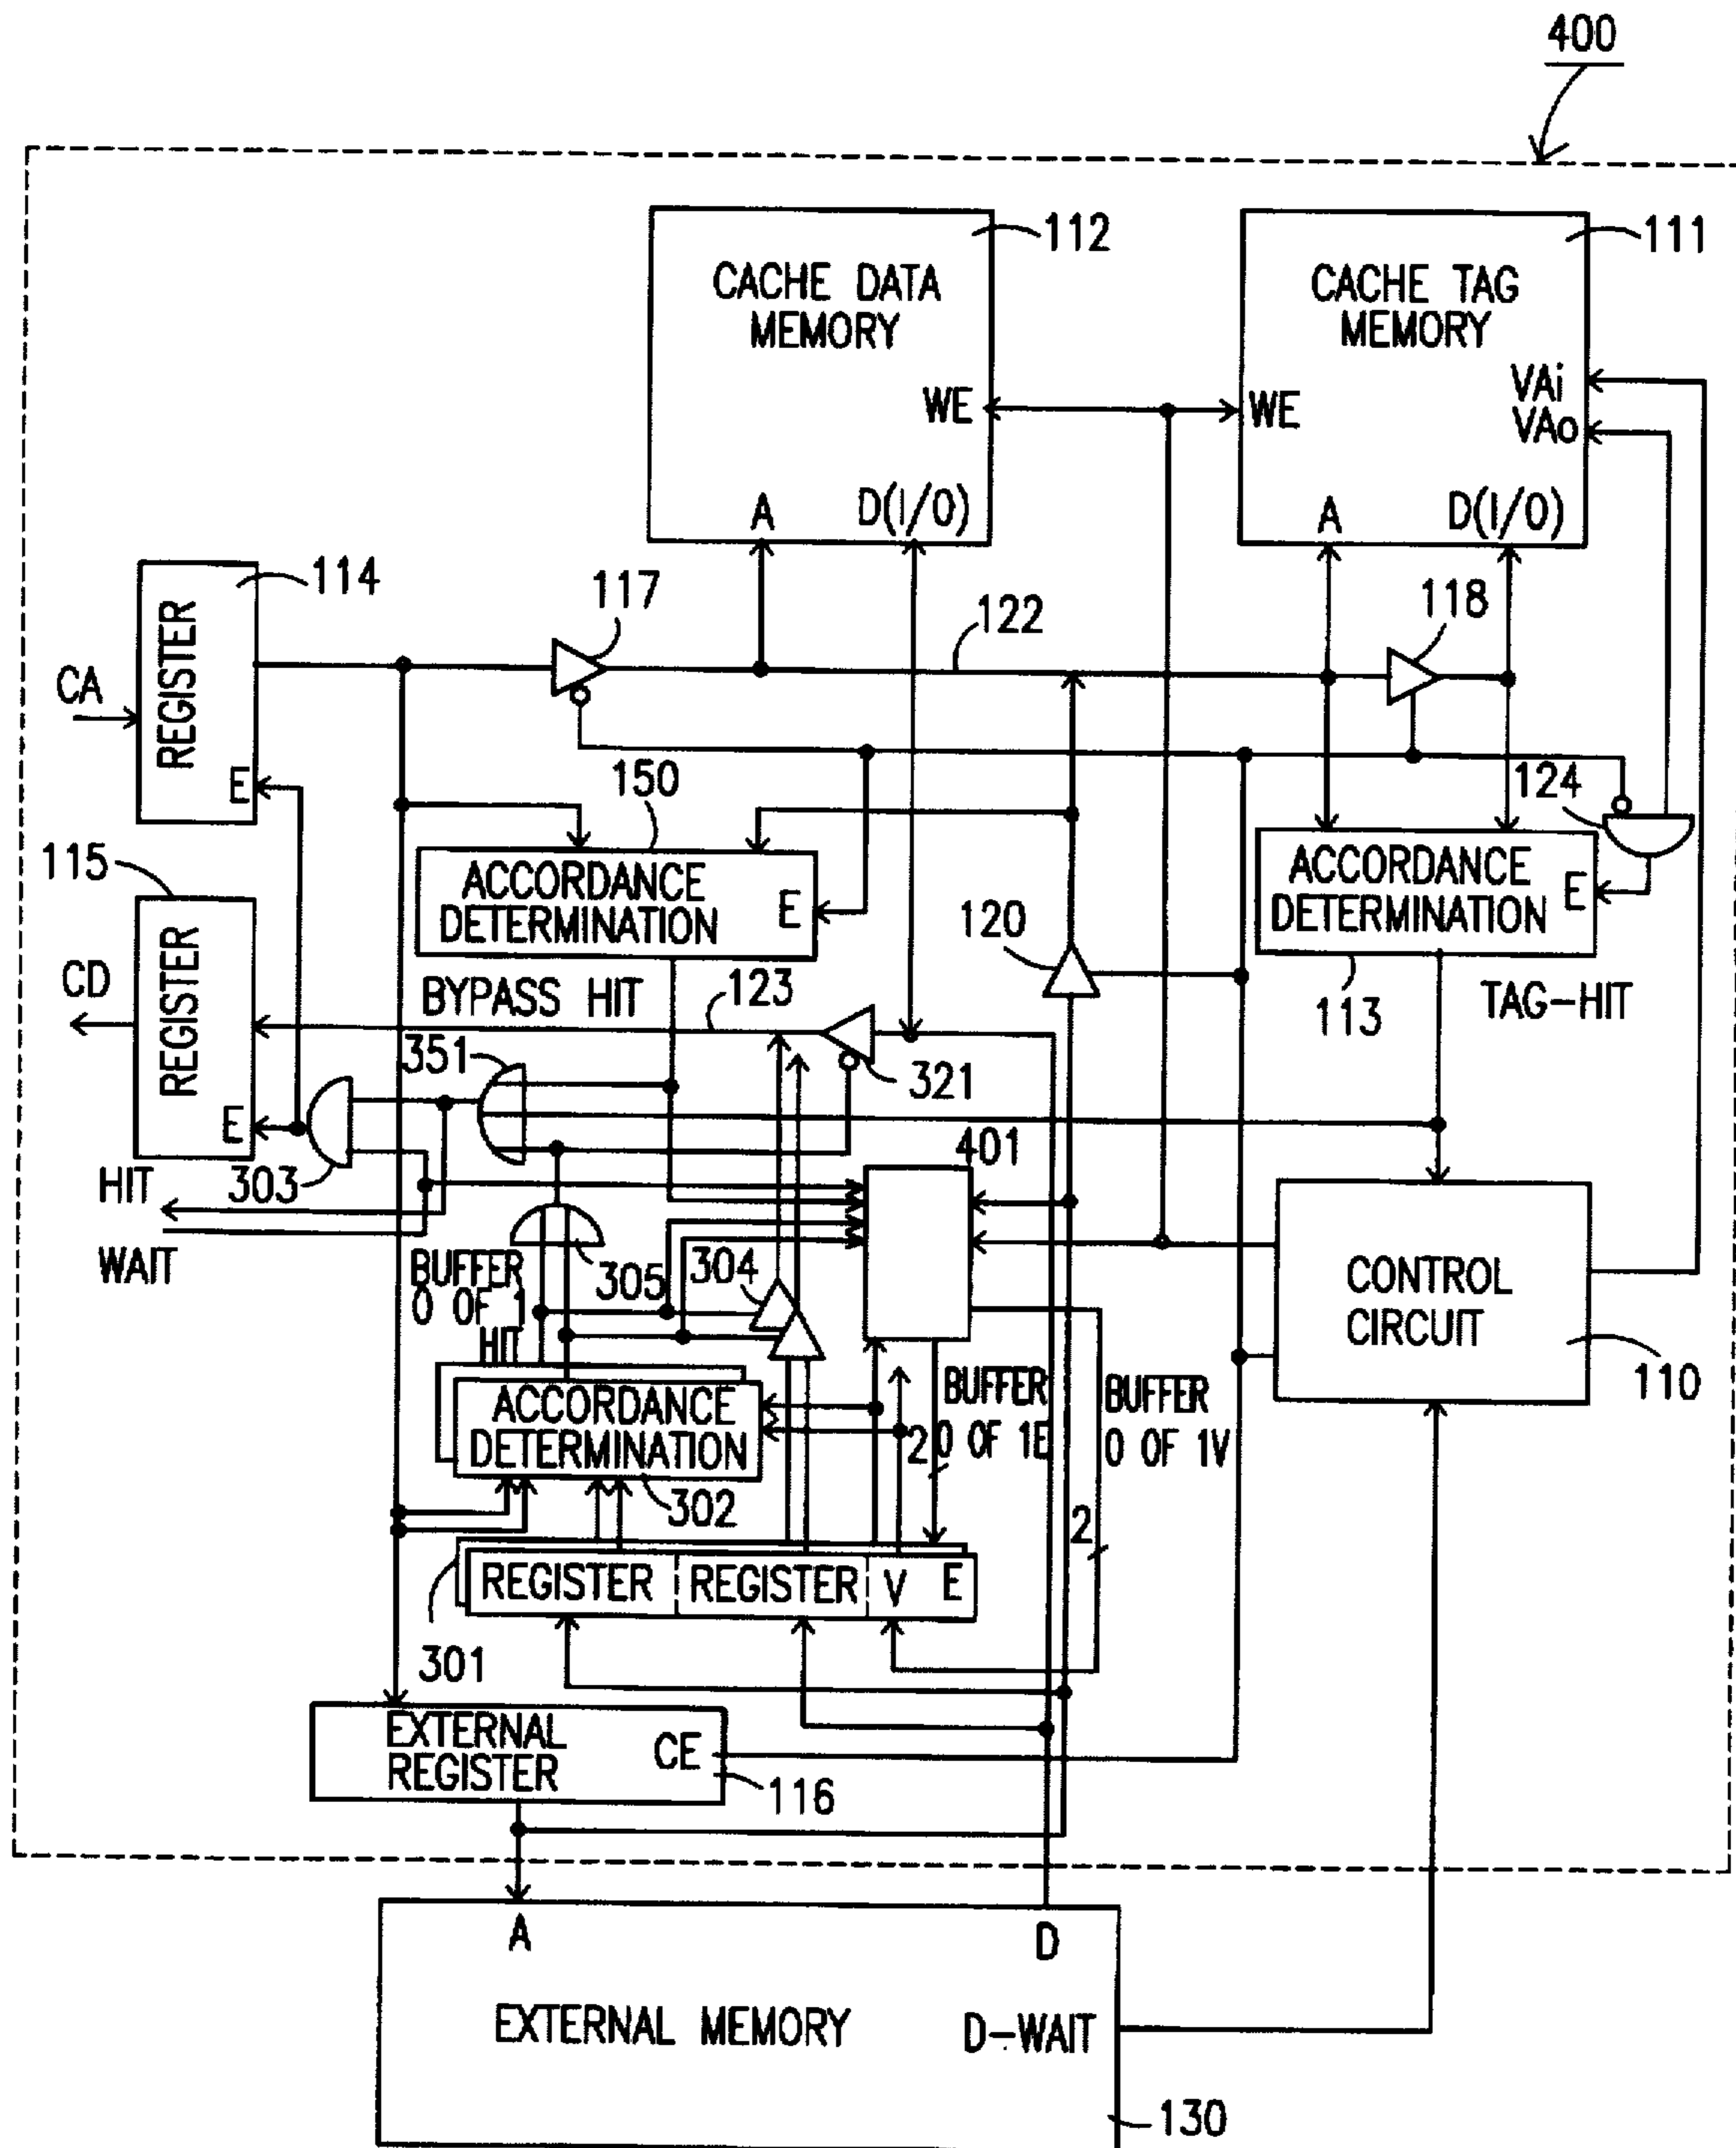 400
112
111
CACHE DATA
MEMORY
CACHE TAG
MEMORY
VAi
VAo
WE
WE
A
D(I/O)
A
D(I/O)
114
REGISTER
CA
E
117
122
118
150
124
115
ACCORDANCE
DETERMINATION
E
ACCORDANCE
DETERMINATION
E
120
REGISTER
CD
E
BYPASS HIT
123
113
TAG-HIT
351
321
303
401
HIT
WAIT
BUFFER
0 OF 1
HIT
305
304
CONTROL
CIRCUIT
110
BUFFER
0 OF 1E
BUFFER
0 OF 1V
ACCORDANCE
DETERMINATION
2
302
2
REGISTER
REGISTER
V
E
301
EXTERNAL
REGISTER
CE
116
A
D
EXTERNAL MEMORY
D-WAIT
130